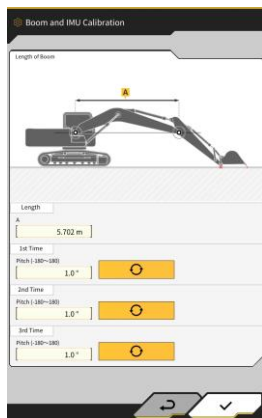 Boom and IMU Calibration
Length of Boom
A
Length
A
[ 5.702 m ]
1st Time
Pitch (-180~180)
[ 1.0 ° ]
2nd Time
Pitch (-180~180)
[ 1.0 ° ]
3rd Time
Pitch (-180~180)
[ 1.0 ° ]